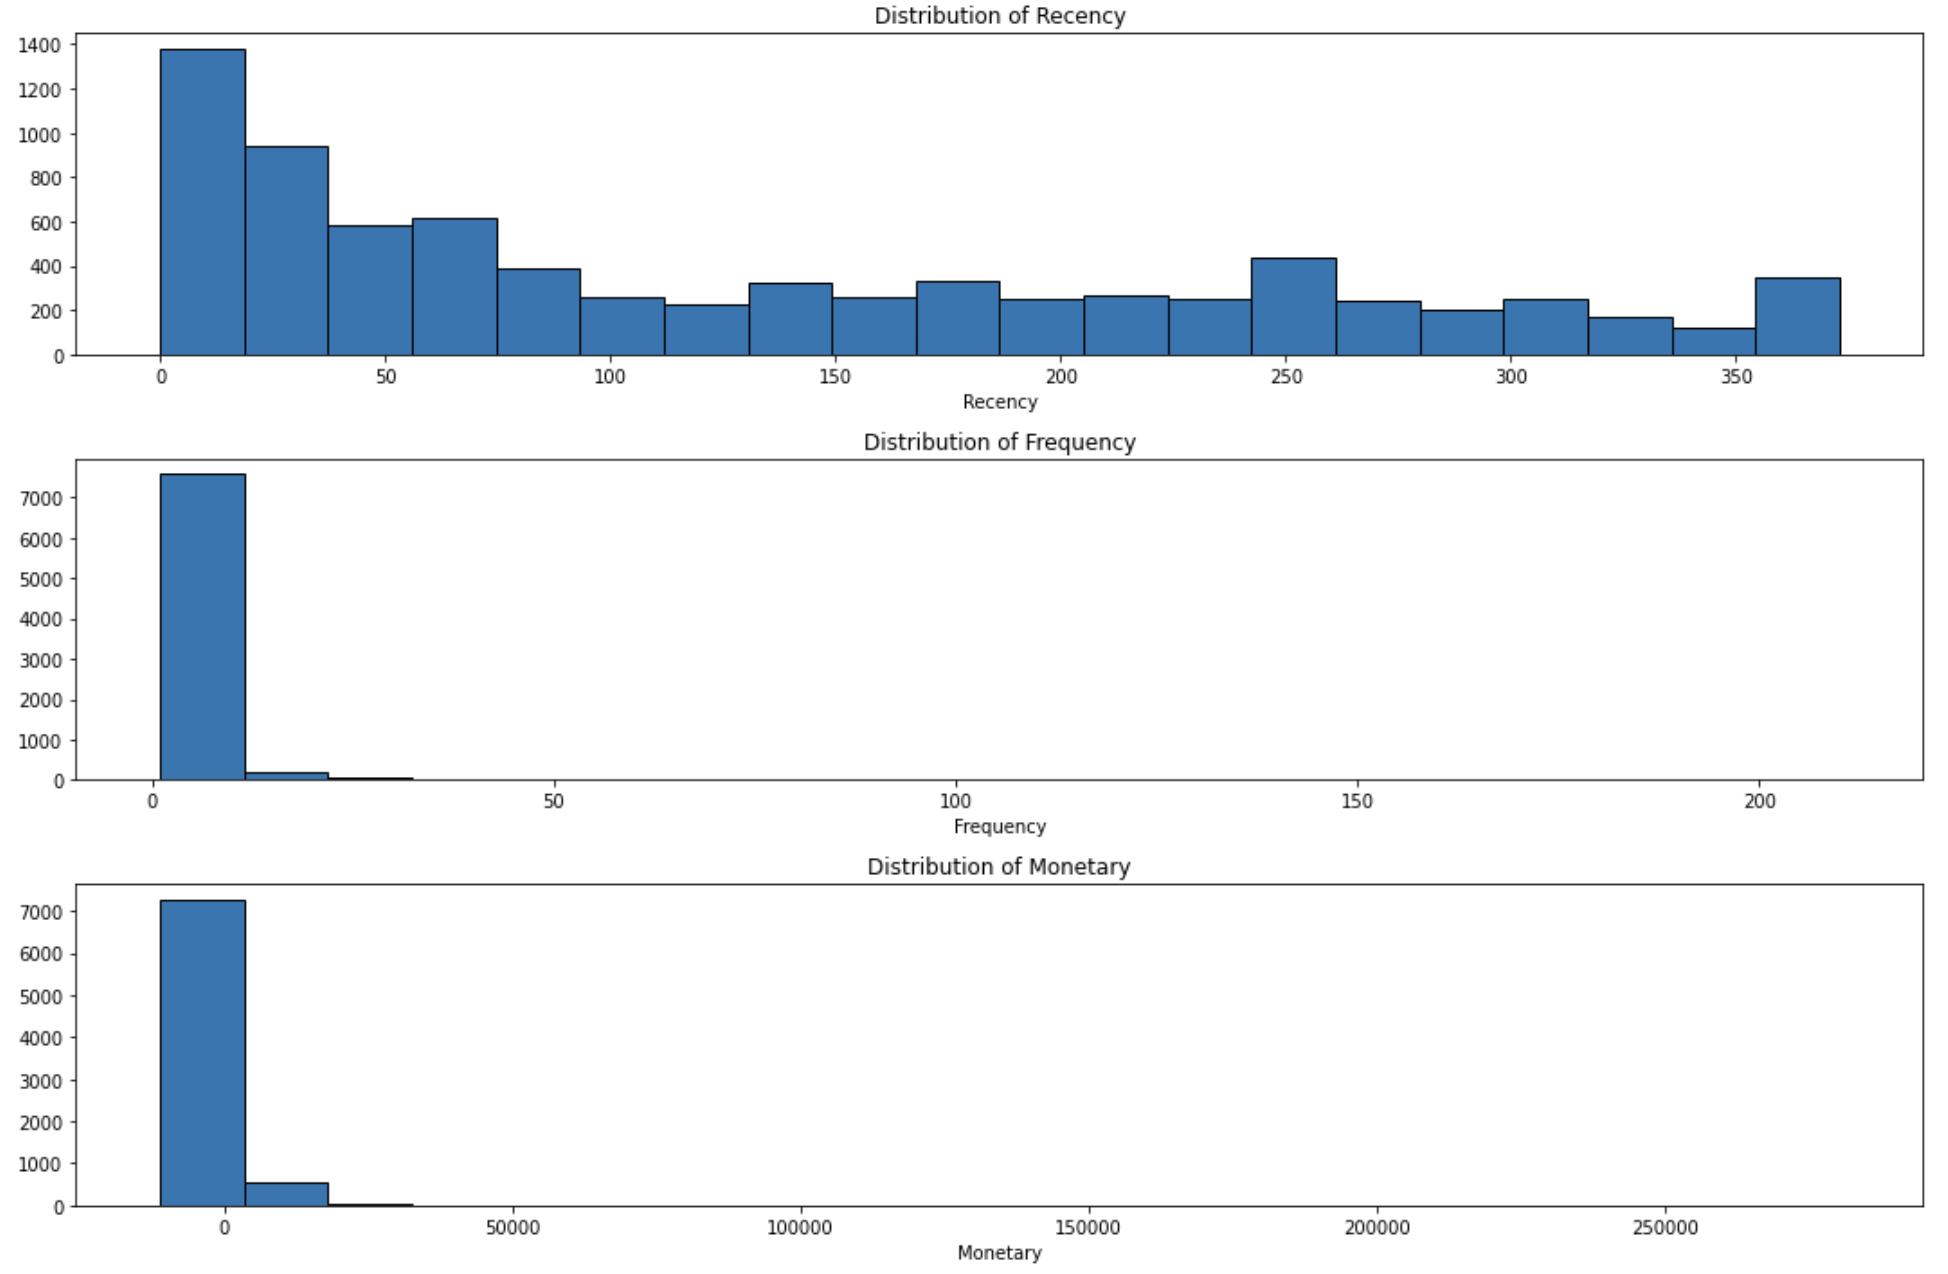 Distribution of Recency
1400
1200
1000
800
600
400
200
0
0 50 100 150 200 250 300 350
Recency
Distribution of Frequency
7000
6000
5000
4000
3000
2000
1000
0
0 50 100 150 200
Frequency
Distribution of Monetary
7000
6000
5000
4000
3000
2000
1000
0
0 50000 100000 150000 200000 250000
Monetary